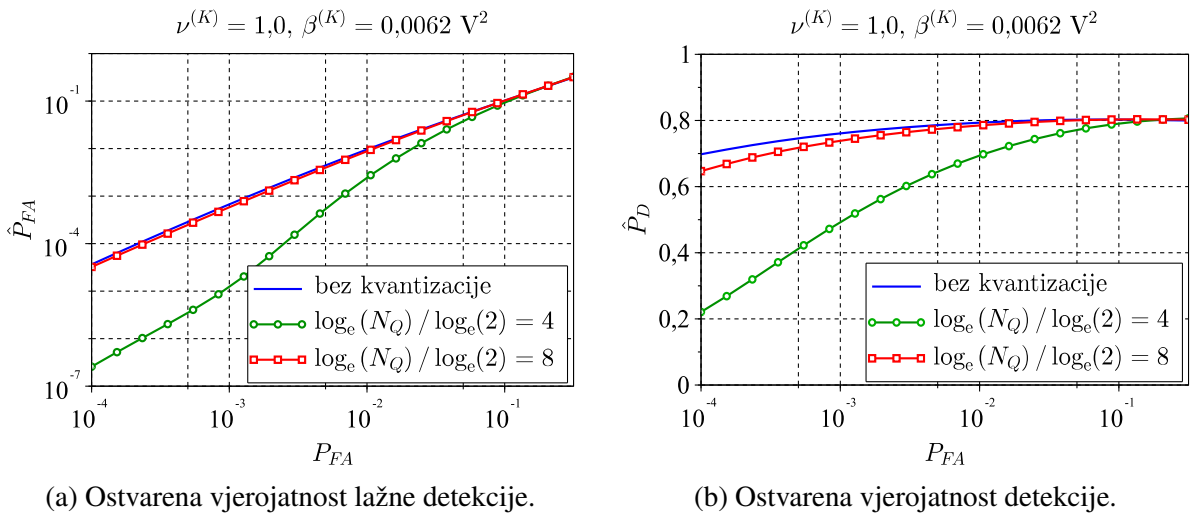 ν^(K) = 1,0, β^(K) = 0,0062 V²
P̂_FA
10^-1
10^-4
10^-7
bez kvantizacije
log_e (N_Q) / log_e(2) = 4
log_e (N_Q) / log_e(2) = 8
10^-4 10^-3 10^-2 10^-1
P_FA
(a) Ostvarena vjerojatnost lažne detekcije.
ν^(K) = 1,0, β^(K) = 0,0062 V²
P̂_D
1
0,8
0,6
0,4
0,2
0
bez kvantizacije
log_e (N_Q) / log_e(2) = 4
log_e (N_Q) / log_e(2) = 8
10^-4 10^-3 10^-2 10^-1
P_FA
(b) Ostvarena vjerojatnost detekcije.